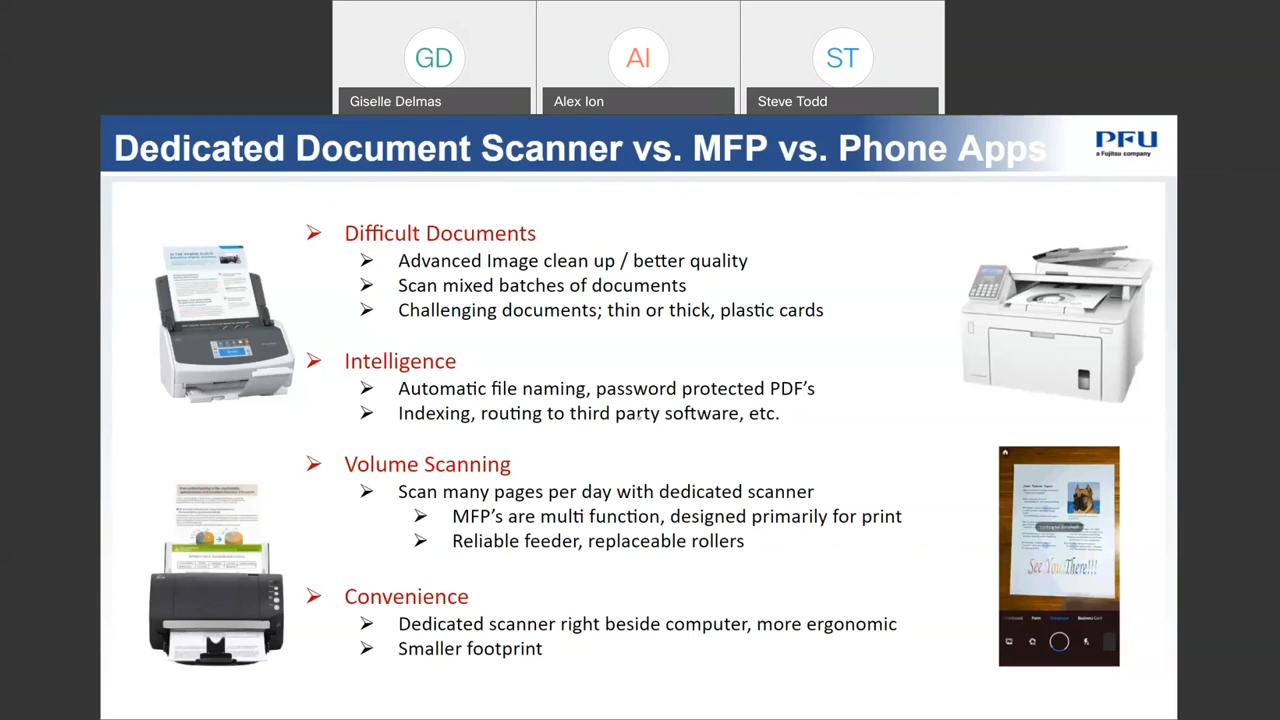 GD
AI
ST
Giselle Delmas
Alex Ion
Steve Todd
Dedicated Document Scanner vs. MFP vs. Phone Apps
PFU
a Fujitsu company
Difficult Documents
Advanced Image clean up / better quality
Scan mixed batches of documents
Challenging documents; thin or thick, plastic cards
Intelligence
Automatic file naming, password protected PDF's
Indexing, routing to third party software, etc.
Volume Scanning
Scan many pages per day with dedicated scanner
MFP's are multi function, designed primarily for print
Reliable feeder, replaceable rollers
See You There!!!
Business Card
Convenience
Dedicated scanner right beside computer, more ergonomic
Smaller footprint